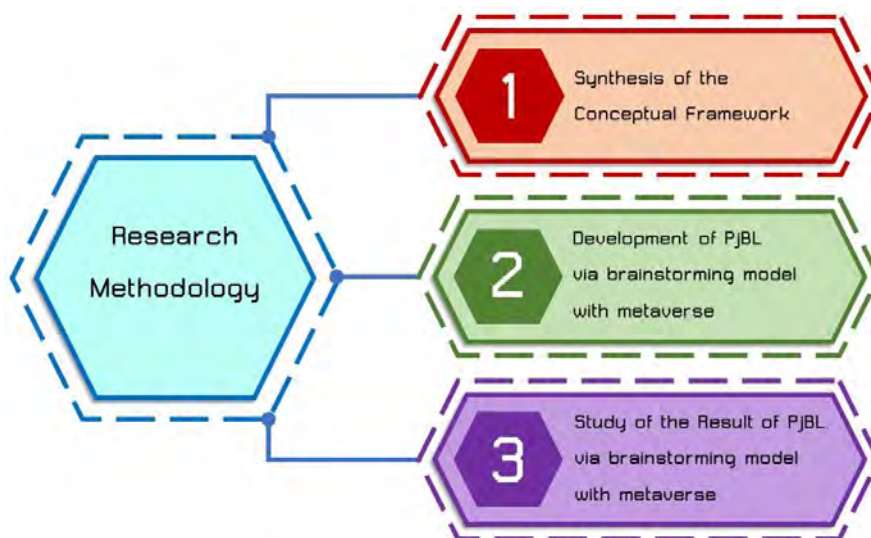 Research
Methodology
1
Synthesis of the
Conceptual Framework
2
Development of PjBL
via brainstorming model
with metaverse
3
Study of the Result of PjBL
via brainstorming model
with metaverse